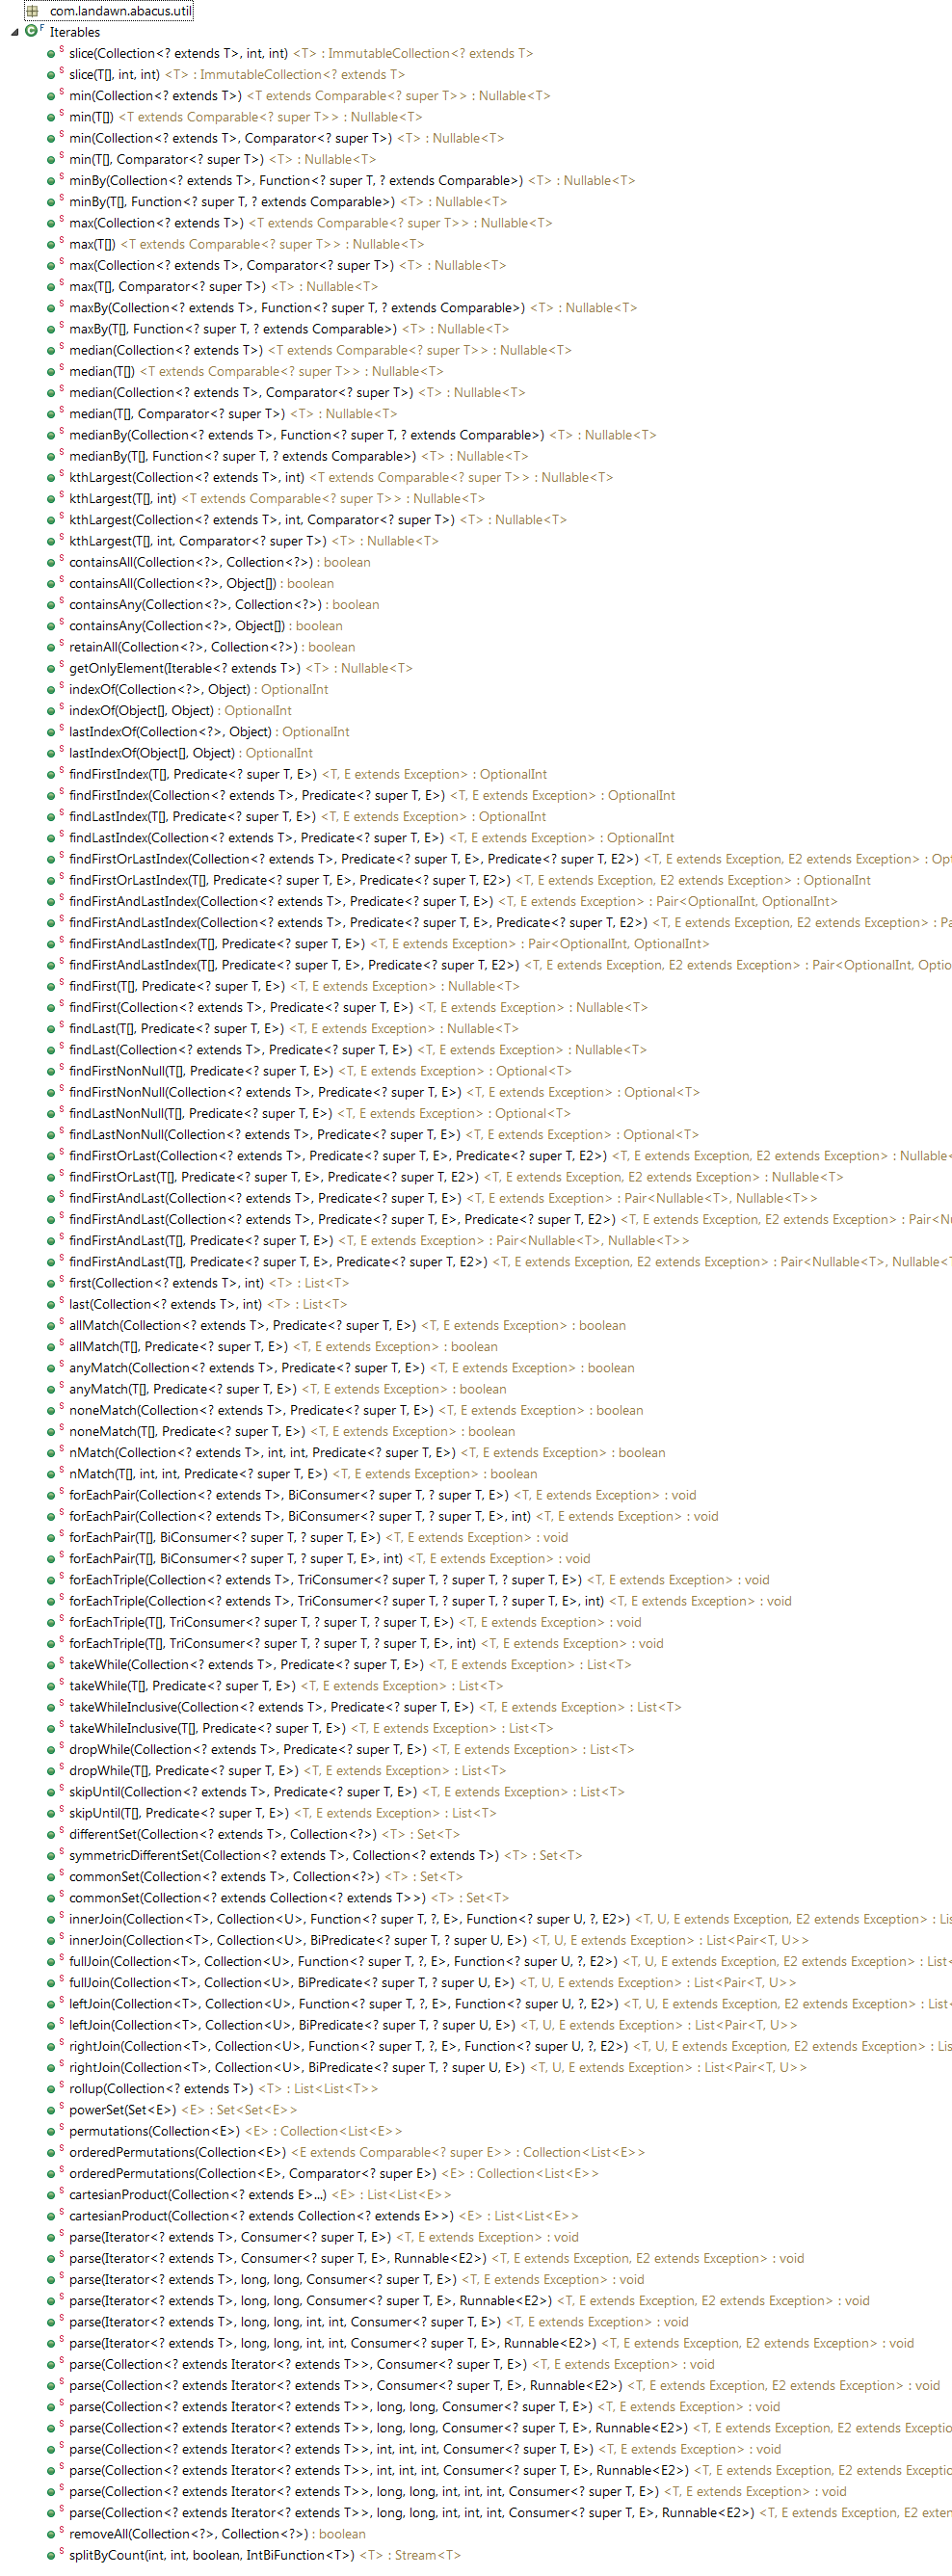 com.landawn.abacus.util
Iterables
slice(Collection<? extends T>, int, int) <T> : ImmutableCollection<? extends T>
slice(T[], int, int) <T> : ImmutableCollection<? extends T>
min(Collection<? extends T>) <T extends Comparable<? super T>> : Nullable<T>
min(T[]) <T extends Comparable<? super T>> : Nullable<T>
min(Collection<? extends T>, Comparator<? super T>) <T> : Nullable<T>
min(T[], Comparator<? super T>) <T> : Nullable<T>
minBy(Collection<? extends T>, Function<? super T, ? extends Comparable>) <T> : Nullable<T>
minBy(T[], Function<? super T, ? extends Comparable>) <T> : Nullable<T>
max(Collection<? extends T>) <T extends Comparable<? super T>> : Nullable<T>
max(T[]) <T extends Comparable<? super T>> : Nullable<T>
max(Collection<? extends T>, Comparator<? super T>) <T> : Nullable<T>
max(T[], Comparator<? super T>) <T> : Nullable<T>
maxBy(Collection<? extends T>, Function<? super T, ? extends Comparable>) <T> : Nullable<T>
maxBy(T[], Function<? super T, ? extends Comparable>) <T> : Nullable<T>
median(Collection<? extends T>) <T extends Comparable<? super T>> : Nullable<T>
median(T[]) <T extends Comparable<? super T>> : Nullable<T>
median(Collection<? extends T>, Comparator<? super T>) <T> : Nullable<T>
median(T[], Comparator<? super T>) <T> : Nullable<T>
medianBy(Collection<? extends T>, Function<? super T, ? extends Comparable>) <T> : Nullable<T>
medianBy(T[], Function<? super T, ? extends Comparable>) <T> : Nullable<T>
kthLargest(Collection<? extends T>, int) <T extends Comparable<? super T>> : Nullable<T>
kthLargest(T[], int) <T extends Comparable<? super T>> : Nullable<T>
kthLargest(Collection<? extends T>, int, Comparator<? super T>) <T> : Nullable<T>
kthLargest(T[], int, Comparator<? super T>) <T> : Nullable<T>
containsAll(Collection<?>, Collection<?>) : boolean
containsAll(Collection<?>, Object[]) : boolean
containsAny(Collection<?>, Collection<?>) : boolean
containsAny(Collection<?>, Object[]) : boolean
retainAll(Collection<?>, Collection<?>) : boolean
getOnlyElement(Iterable<? extends T>) <T> : Nullable<T>
indexOf(Collection<?>, Object) : OptionalInt
indexOf(Object[], Object) : OptionalInt
lastIndexOf(Collection<?>, Object) : OptionalInt
lastIndexOf(Object[], Object) : OptionalInt
findFirstIndex(T[], Predicate<? super T, E>) <T, E extends Exception> : OptionalInt
findFirstIndex(Collection<? extends T>, Predicate<? super T, E>) <T, E extends Exception> : OptionalInt
findLastIndex(T[], Predicate<? super T, E>) <T, E extends Exception> : OptionalInt
findLastIndex(Collection<? extends T>, Predicate<? super T, E>) <T, E extends Exception> : OptionalInt
findFirstOrLastIndex(Collection<? extends T>, Predicate<? super T, E>, Predicate<? super T, E2>) <T, E extends Exception, E2 extends Exception> : Opt
findFirstOrLastIndex(T[], Predicate<? super T, E>, Predicate<? super T, E2>) <T, E extends Exception, E2 extends Exception> : OptionalInt
findFirstAndLastIndex(Collection<? extends T>, Predicate<? super T, E>) <T, E extends Exception> : Pair<OptionalInt, OptionalInt>
findFirstAndLastIndex(Collection<? extends T>, Predicate<? super T, E>, Predicate<? super T, E2>) <T, E extends Exception, E2 extends Exception> : Pa
findFirstAndLastIndex(T[], Predicate<? super T, E>) <T, E extends Exception> : Pair<OptionalInt, OptionalInt>
findFirstAndLastIndex(T[], Predicate<? super T, E>, Predicate<? super T, E2>) <T, E extends Exception, E2 extends Exception> : Pair<OptionalInt, Optio
findFirst(T[], Predicate<? super T, E>) <T, E extends Exception> : Nullable<T>
findFirst(Collection<? extends T>, Predicate<? super T, E>) <T, E extends Exception> : Nullable<T>
findLast(T[], Predicate<? super T, E>) <T, E extends Exception> : Nullable<T>
findLast(Collection<? extends T>, Predicate<? super T, E>) <T, E extends Exception> : Nullable<T>
findFirstNonNull(T[], Predicate<? super T, E>) <T, E extends Exception> : Optional<T>
findFirstNonNull(Collection<? extends T>, Predicate<? super T, E>) <T, E extends Exception> : Optional<T>
findLastNonNull(T[], Predicate<? super T, E>) <T, E extends Exception> : Optional<T>
findLastNonNull(Collection<? extends T>, Predicate<? super T, E>) <T, E extends Exception> : Optional<T>
findFirstOrLast(Collection<? extends T>, Predicate<? super T, E>, Predicate<? super T, E2>) <T, E extends Exception, E2 extends Exception> : Nullable<
findFirstOrLast(T[], Predicate<? super T, E>, Predicate<? super T, E2>) <T, E extends Exception, E2 extends Exception> : Nullable<T>
findFirstAndLast(Collection<? extends T>, Predicate<? super T, E>) <T, E extends Exception> : Pair<Nullable<T>, Nullable<T>>
findFirstAndLast(Collection<? extends T>, Predicate<? super T, E>, Predicate<? super T, E2>) <T, E extends Exception, E2 extends Exception> : Pair<Nu
findFirstAndLast(T[], Predicate<? super T, E>) <T, E extends Exception> : Pair<Nullable<T>, Nullable<T>>
findFirstAndLast(T[], Predicate<? super T, E>, Predicate<? super T, E2>) <T, E extends Exception, E2 extends Exception> : Pair<Nullable<T>, Nullable<T
first(Collection<? extends T>, int) <T> : List<T>
last(Collection<? extends T>, int) <T> : List<T>
allMatch(Collection<? extends T>, Predicate<? super T, E>) <T, E extends Exception> : boolean
allMatch(T[], Predicate<? super T, E>) <T, E extends Exception> : boolean
anyMatch(Collection<? extends T>, Predicate<? super T, E>) <T, E extends Exception> : boolean
anyMatch(T[], Predicate<? super T, E>) <T, E extends Exception> : boolean
noneMatch(Collection<? extends T>, Predicate<? super T, E>) <T, E extends Exception> : boolean
noneMatch(T[], Predicate<? super T, E>) <T, E extends Exception> : boolean
nMatch(Collection<? extends T>, int, int, Predicate<? super T, E>) <T, E extends Exception> : boolean
nMatch(T[], int, int, Predicate<? super T, E>) <T, E extends Exception> : boolean
forEachPair(Collection<? extends T>, BiConsumer<? super T, ? super T, E>) <T, E extends Exception> : void
forEachPair(Collection<? extends T>, BiConsumer<? super T, ? super T, E>, int) <T, E extends Exception> : void
forEachPair(T[], BiConsumer<? super T, ? super T, E>) <T, E extends Exception> : void
forEachPair(T[], BiConsumer<? super T, ? super T, E>, int) <T, E extends Exception> : void
forEachTriple(Collection<? extends T>, TriConsumer<? super T, ? super T, ? super T, E>) <T, E extends Exception> : void
forEachTriple(Collection<? extends T>, TriConsumer<? super T, ? super T, ? super T, E>, int) <T, E extends Exception> : void
forEachTriple(T[], TriConsumer<? super T, ? super T, ? super T, E>) <T, E extends Exception> : void
forEachTriple(T[], TriConsumer<? super T, ? super T, ? super T, E>, int) <T, E extends Exception> : void
takeWhile(Collection<? extends T>, Predicate<? super T, E>) <T, E extends Exception> : List<T>
takeWhile(T[], Predicate<? super T, E>) <T, E extends Exception> : List<T>
takeWhileInclusive(Collection<? extends T>, Predicate<? super T, E>) <T, E extends Exception> : List<T>
takeWhileInclusive(T[], Predicate<? super T, E>) <T, E extends Exception> : List<T>
dropWhile(Collection<? extends T>, Predicate<? super T, E>) <T, E extends Exception> : List<T>
dropWhile(T[], Predicate<? super T, E>) <T, E extends Exception> : List<T>
skipUntil(Collection<? extends T>, Predicate<? super T, E>) <T, E extends Exception> : List<T>
skipUntil(T[], Predicate<? super T, E>) <T, E extends Exception> : List<T>
differentSet(Collection<? extends T>, Collection<?>) <T> : Set<T>
symmetricDifferentSet(Collection<? extends T>, Collection<? extends T>) <T> : Set<T>
commonSet(Collection<? extends T>, Collection<?>) <T> : Set<T>
commonSet(Collection<? extends Collection<? extends T>>) <T> : Set<T>
innerJoin(Collection<T>, Collection<U>, Function<? super T, ?, E>, Function<? super U, ?, E2>) <T, U, E extends Exception, E2 extends Exception> : Lis
innerJoin(Collection<T>, Collection<U>, BiPredicate<? super T, ? super U, E>) <T, U, E extends Exception> : List<Pair<T, U>>
fullJoin(Collection<T>, Collection<U>, Function<? super T, ?, E>, Function<? super U, ?, E2>) <T, U, E extends Exception, E2 extends Exception> : List<
fullJoin(Collection<T>, Collection<U>, BiPredicate<? super T, ? super U, E>) <T, U, E extends Exception> : List<Pair<T, U>>
leftJoin(Collection<T>, Collection<U>, Function<? super T, ?, E>, Function<? super U, ?, E2>) <T, U, E extends Exception, E2 extends Exception> : List<
leftJoin(Collection<T>, Collection<U>, BiPredicate<? super T, ? super U, E>) <T, U, E extends Exception> : List<Pair<T, U>>
rightJoin(Collection<T>, Collection<U>, Function<? super T, ?, E>, Function<? super U, ?, E2>) <T, U, E extends Exception, E2 extends Exception> : Lis
rightJoin(Collection<T>, Collection<U>, BiPredicate<? super T, ? super U, E>) <T, U, E extends Exception> : List<Pair<T, U>>
rollup(Collection<? extends T>) <T> : List<List<T>>
powerSet(Set<E>) <E> : Set<Set<E>>
permutations(Collection<E>) <E> : Collection<List<E>>
orderedPermutations(Collection<E>) <E extends Comparable<? super E>> : Collection<List<E>>
orderedPermutations(Collection<E>, Comparator<? super E>) <E> : Collection<List<E>>
cartesianProduct(Collection<? extends E>...) <E> : List<List<E>>
cartesianProduct(Collection<? extends Collection<? extends E>>) <E> : List<List<E>>
parse(Iterator<? extends T>, Consumer<? super T, E>) <T, E extends Exception> : void
parse(Iterator<? extends T>, Consumer<? super T, E>, Runnable<E2>) <T, E extends Exception, E2 extends Exception> : void
parse(Iterator<? extends T>, long, long, Consumer<? super T, E>) <T, E extends Exception> : void
parse(Iterator<? extends T>, long, long, Consumer<? super T, E>, Runnable<E2>) <T, E extends Exception, E2 extends Exception> : void
parse(Iterator<? extends T>, long, long, int, int, Consumer<? super T, E>) <T, E extends Exception> : void
parse(Iterator<? extends T>, long, long, int, int, Consumer<? super T, E>, Runnable<E2>) <T, E extends Exception, E2 extends Exception> : void
parse(Collection<? extends Iterator<? extends T>>, Consumer<? super T, E>) <T, E extends Exception> : void
parse(Collection<? extends Iterator<? extends T>>, Consumer<? super T, E>, Runnable<E2>) <T, E extends Exception, E2 extends Exception> : void
parse(Collection<? extends Iterator<? extends T>>, long, long, Consumer<? super T, E>) <T, E extends Exception> : void
parse(Collection<? extends Iterator<? extends T>>, long, long, Consumer<? super T, E>, Runnable<E2>) <T, E extends Exception, E2 extends Exceptio
parse(Collection<? extends Iterator<? extends T>>, int, int, int, Consumer<? super T, E>) <T, E extends Exception> : void
parse(Collection<? extends Iterator<? extends T>>, int, int, int, Consumer<? super T, E>, Runnable<E2>) <T, E extends Exception, E2 extends Exceptio
parse(Collection<? extends Iterator<? extends T>>, long, long, int, int, int, Consumer<? super T, E>) <T, E extends Exception> : void
parse(Collection<? extends Iterator<? extends T>>, long, long, int, int, int, Consumer<? super T, E>, Runnable<E2>) <T, E extends Exception, E2 exten
removeAll(Collection<?>, Collection<?>) : boolean
splitByCount(int, int, boolean, IntBiFunction<T>) <T> : Stream<T>